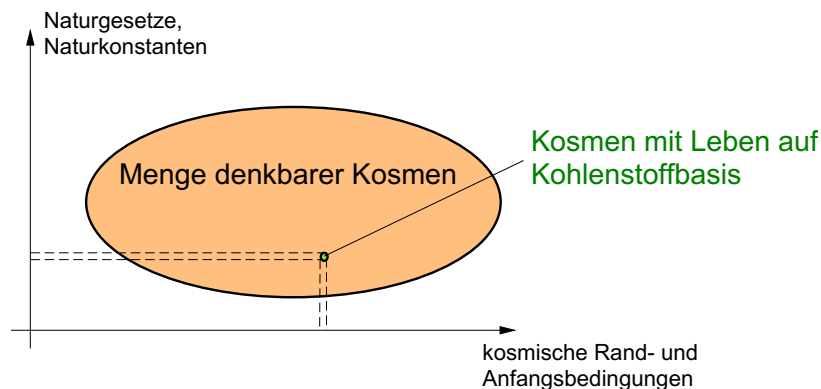 Naturgesetze,
Naturkonstanten
Kosmen mit Leben auf
Kohlenstoffbasis
Menge denkbarer Kosmen
kosmische Rand- und
Anfangsbedingungen